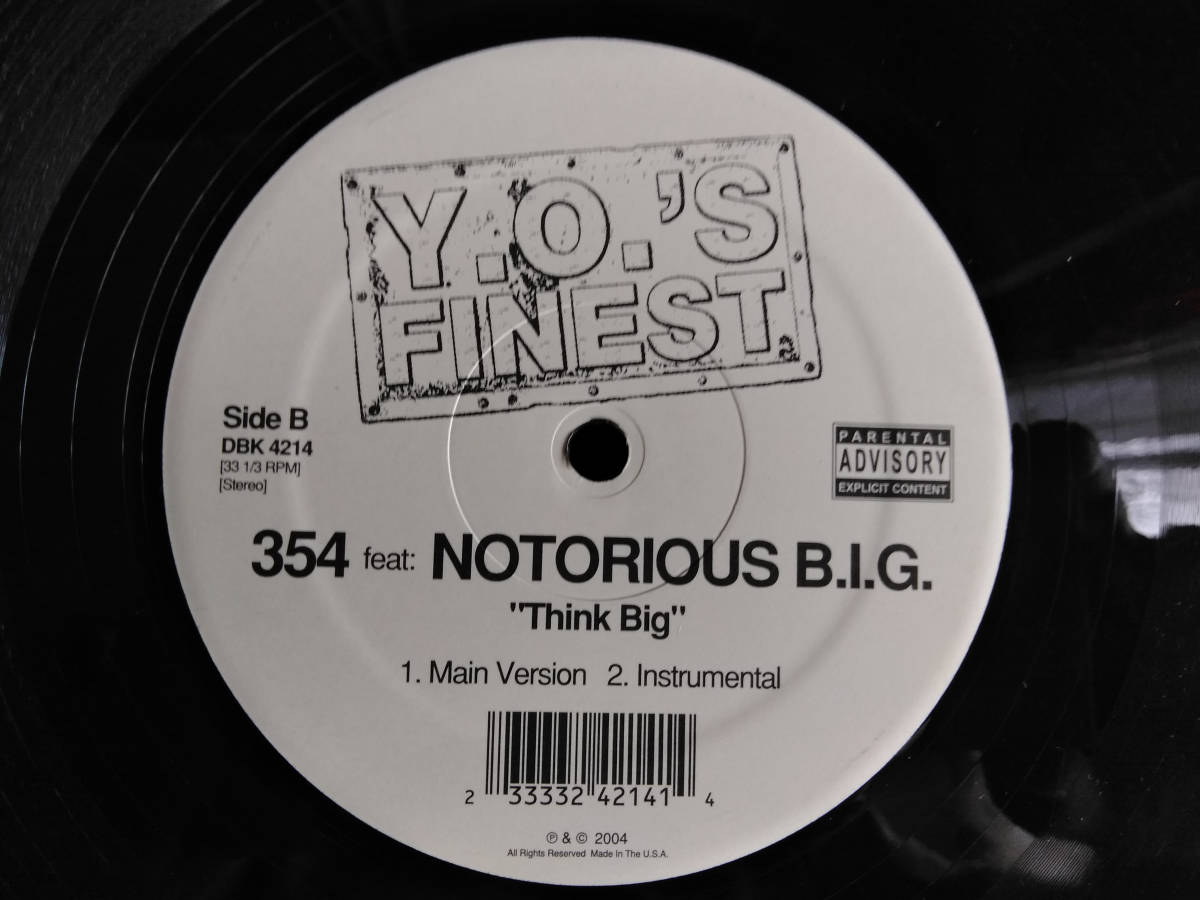 Y.O.'S
FINEST
Side B
DBK 4214
[33 1/3 RPM]
[Stereo]
PARENTAL
ADVISORY
EXPLICIT CONTENT
354 feat: NOTORIOUS B.I.G.
"Think Big"
1. Main Version 2. Instrumental
2 33332 42141 4
℗ & © 2004
All Rights Reserved Made In The U.S.A.